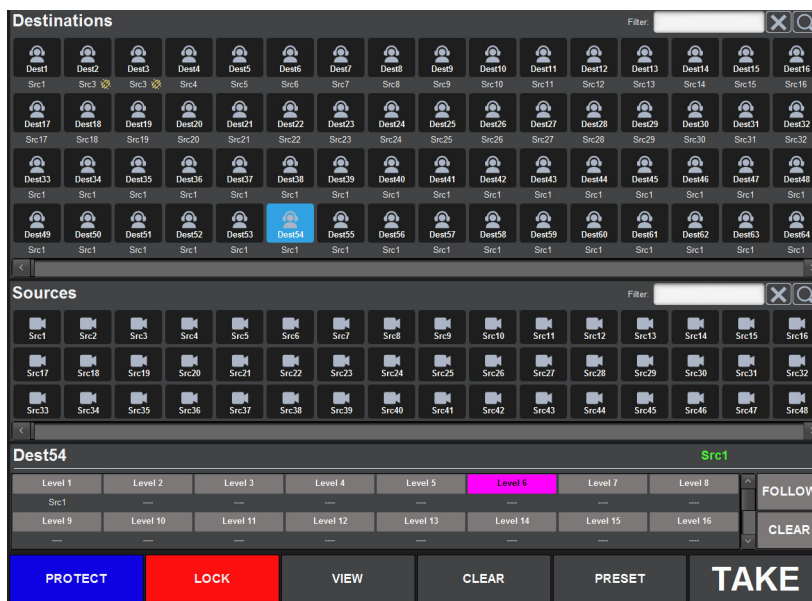 Destinations Filter:
Dest1 Dest2 Dest3 Dest4 Dest5 Dest6 Dest7 Dest8 Dest9 Dest10 Dest11 Dest12 Dest13 Dest14 Dest15 Dest16
Src1 Src3 Src3 Src4 Src5 Src6 Src7 Src8 Src9 Src10 Src11 Src12 Src13 Src14 Src15 Src16
Dest17 Dest18 Dest19 Dest20 Dest21 Dest22 Dest23 Dest24 Dest25 Dest26 Dest27 Dest28 Dest29 Dest30 Dest31 Dest32
Src17 Src18 Src19 Src20 Src21 Src22 Src23 Src24 Src25 Src26 Src27 Src28 Src29 Src30 Src31 Src32
Dest33 Dest34 Dest35 Dest36 Dest37 Dest38 Dest39 Dest40 Dest41 Dest42 Dest43 Dest44 Dest45 Dest46 Dest47 Dest48
Src1 Src1 Src1 Src1 Src1 Src1 Src1 Src1 Src1 Src1 Src1 Src1 Src1 Src1 Src1 Src1
Dest49 Dest50 Dest51 Dest52 Dest53 Dest54 Dest55 Dest56 Dest57 Dest58 Dest59 Dest60 Dest61 Dest62 Dest63 Dest64
Src1 Src1 Src1 Src1 Src1 Src1 Src1 Src1 Src1 Src1 Src1 Src1 Src1 Src1 Src1 Src1
Sources Filter:
Src1 Src2 Src3 Src4 Src5 Src6 Src7 Src8 Src9 Src10 Src11 Src12 Src13 Src14 Src15 Src16
Src17 Src18 Src19 Src20 Src21 Src22 Src23 Src24 Src25 Src26 Src27 Src28 Src29 Src30 Src31 Src32
Src33 Src34 Src35 Src36 Src37 Src38 Src39 Src40 Src41 Src42 Src43 Src44 Src45 Src46 Src47 Src48
Dest54 Src1
Level 1 Level 2 Level 3 Level 4 Level 5 Level 6 Level 7 Level 8
Src1 ---- ---- ---- ---- ---- ---- ----
FOLLOW
Level 9 Level 10 Level 11 Level 12 Level 13 Level 14 Level 15 Level 16
---- ---- ---- ---- ---- ---- ---- ----
CLEAR
PROTECT LOCK VIEW CLEAR PRESET TAKE